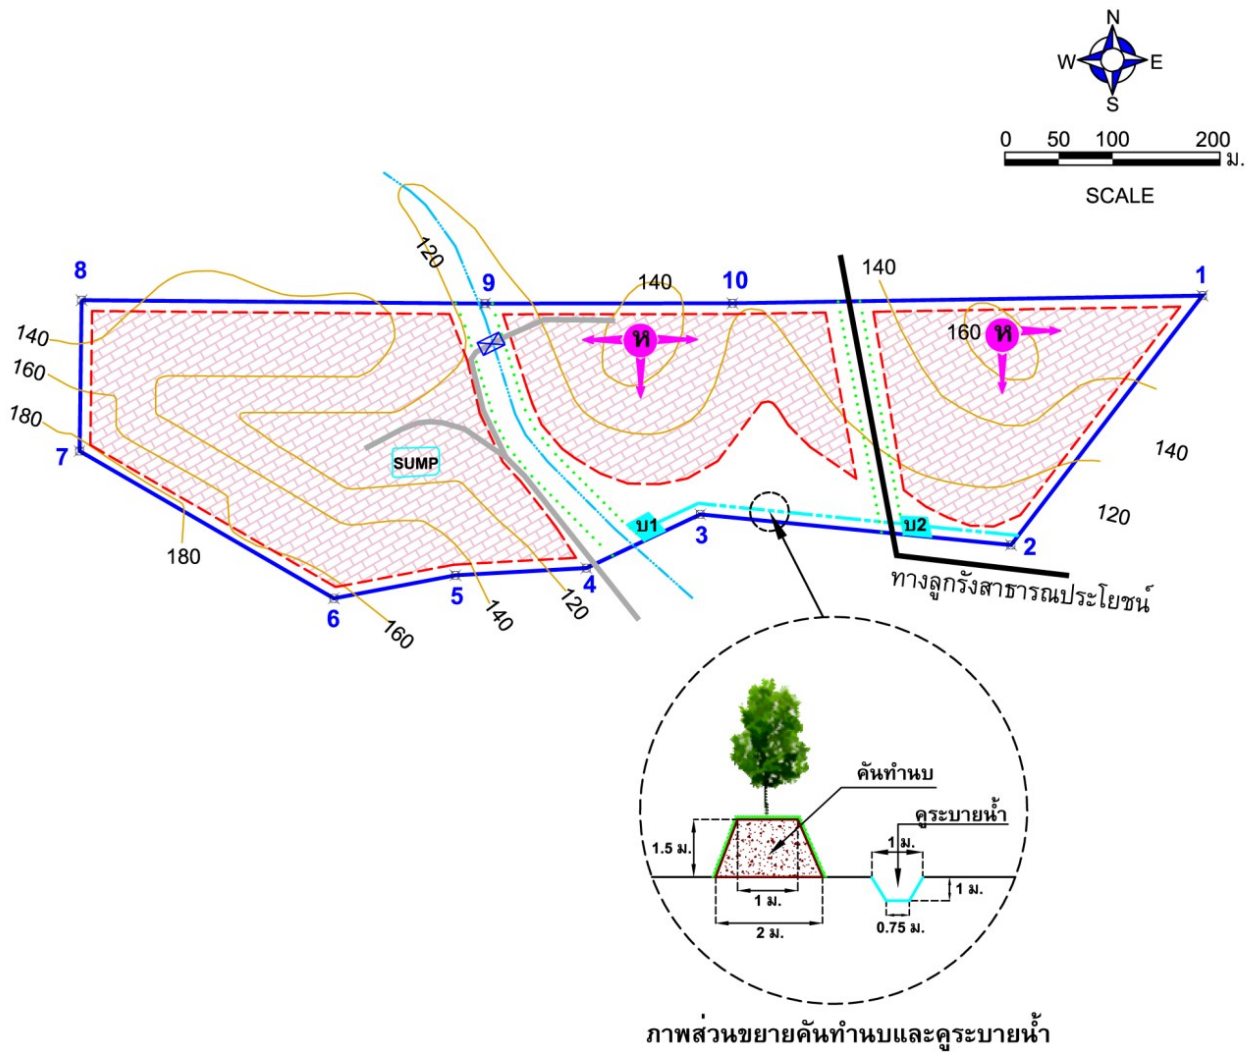 N
W E
S
0 50 100 200
ม.
SCALE
8
9
10
1
120
140
140
140
160
160
180
ห
ห
7
SUMP
140
120
บ1
บ2
3
2
4
5
6
180
160
140
120
ทางลูกรังสาธารณประโยชน์
คันทำนบ
คูระบายน้ำ
1.5 ม.
1 ม.
1 ม.
1 ม.
2 ม.
0.75 ม.
ภาพส่วนขยายคันทำนบและคูระบายน้ำ